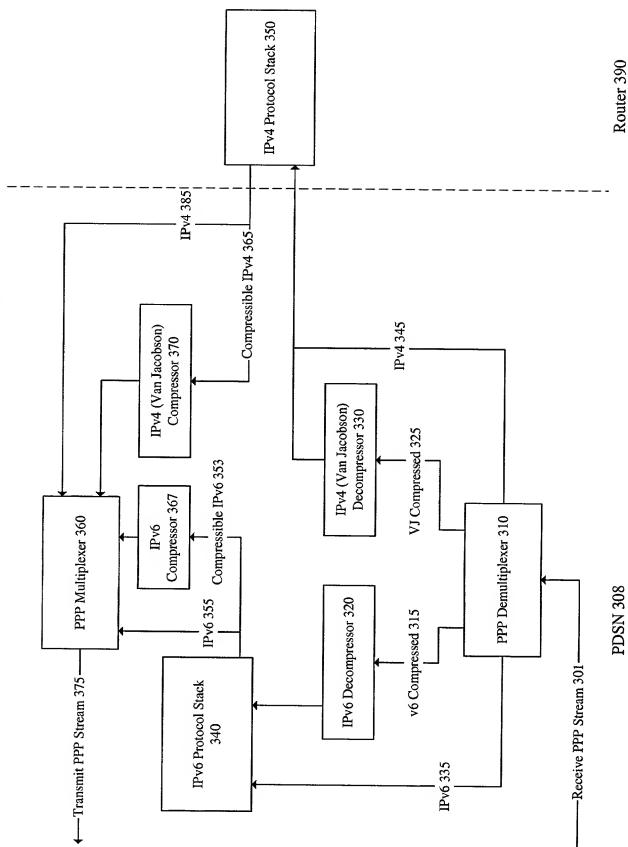 Transmit PPP Stream 375
PPP Multiplexer 360
IPv4 385
IPv4 Protocol Stack 350
IPv6 355
IPv6
Compressor 367
Compressible IPv6 353
IPv4 (Van Jacobson)
Compressor 370
Compressible IPv4 365
IPv6 Protocol Stack
340
IPv6 Decompressor 320
v6 Compressed 315
IPv4 (Van Jacobson)
Decompressor 330
VJ Compressed 325
IPv4 345
IPv6 335
PPP Demultiplexer 310
Receive PPP Stream 301
PDSN 308
Router 390